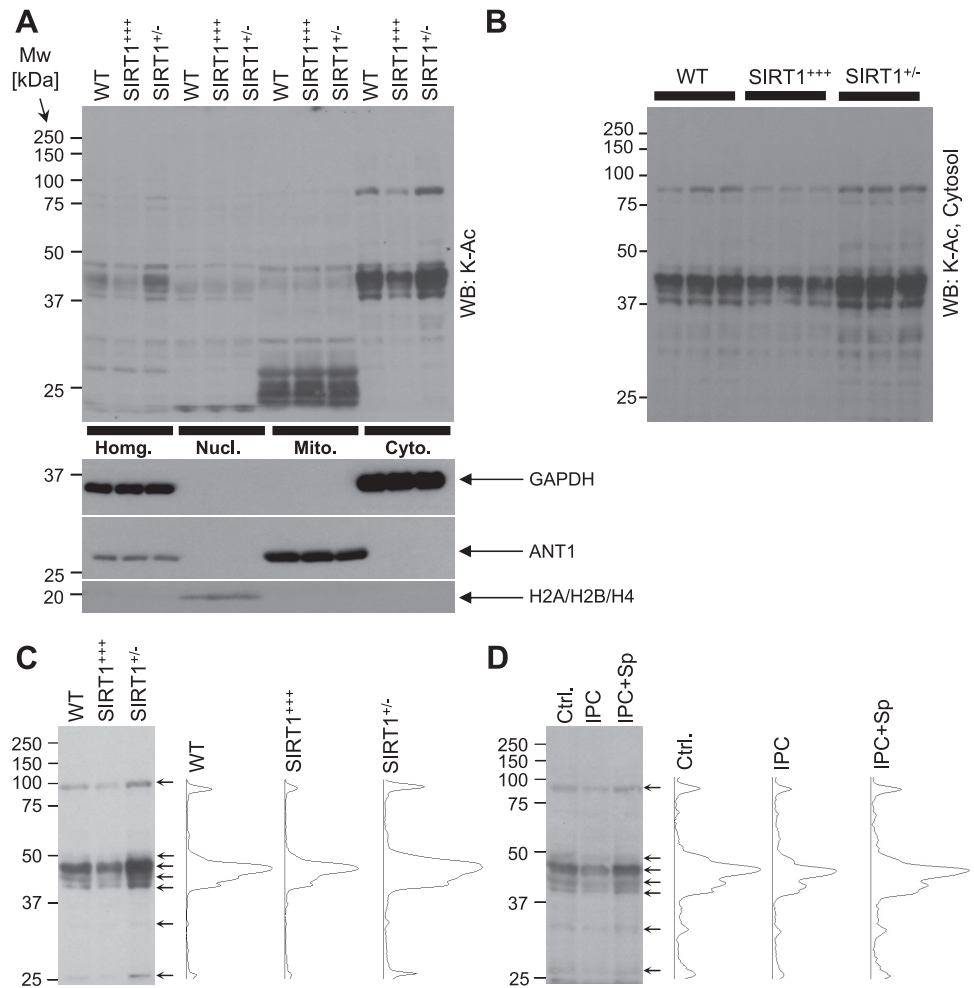 A
Mw
[kDa]
WT SIRT1+++ SIRT1+/- WT SIRT1+++ SIRT1+/- WT SIRT1+++ SIRT1+/- WT SIRT1+++ SIRT1+/-
250
150
100
75
50
37
25
WB: K-Ac
Homg. Nucl. Mito. Cyto.
37
GAPDH
ANT1
25
20
H2A/H2B/H4
B
WT SIRT1+++ SIRT1+/-
250
150
100
75
50
37
25
WB: K-Ac, Cytosol
C
WT SIRT1+++ SIRT1+/-
250
150
100
75
50
37
25
WT SIRT1+++ SIRT1+/-
D
Ctrl. IPC IPC+Sp
250
150
100
75
50
37
25
Ctrl. IPC IPC+Sp